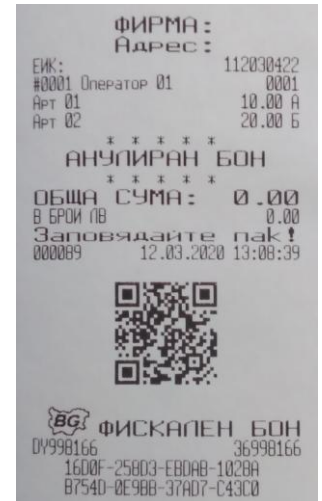 ФИРМА:
Адрес:
ЕИК: 112030422
#0001 Оператор 01 0001
Арт 01 10.00 А
Арт 02 20.00 Б
* * * * *
АНУЛИРАН БОН
* * * * *
ОБЩА СУМА: 0.00
В БРОЙ ЛВ 0.00
Заповядайте пак!
000089 12.03.2020 13:08:39
BG ФИСКАЛЕН БОН
DY998166 36998166
16D0F-258D3-EBDAB-1028A
B754D-0E9BB-37AD7-C43C0